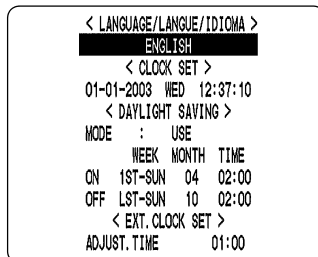 < LANGUAGE/LANGUE/IDIOMA >
ENGLISH
< CLOCK SET >
01-01-2003 WED 12:37:10
< DAYLIGHT SAVING >
MODE : USE
WEEK MONTH TIME
ON 1ST-SUN 04 02:00
OFF LST-SUN 10 02:00
< EXT.CLOCK SET >
ADJUST.TIME 01:00